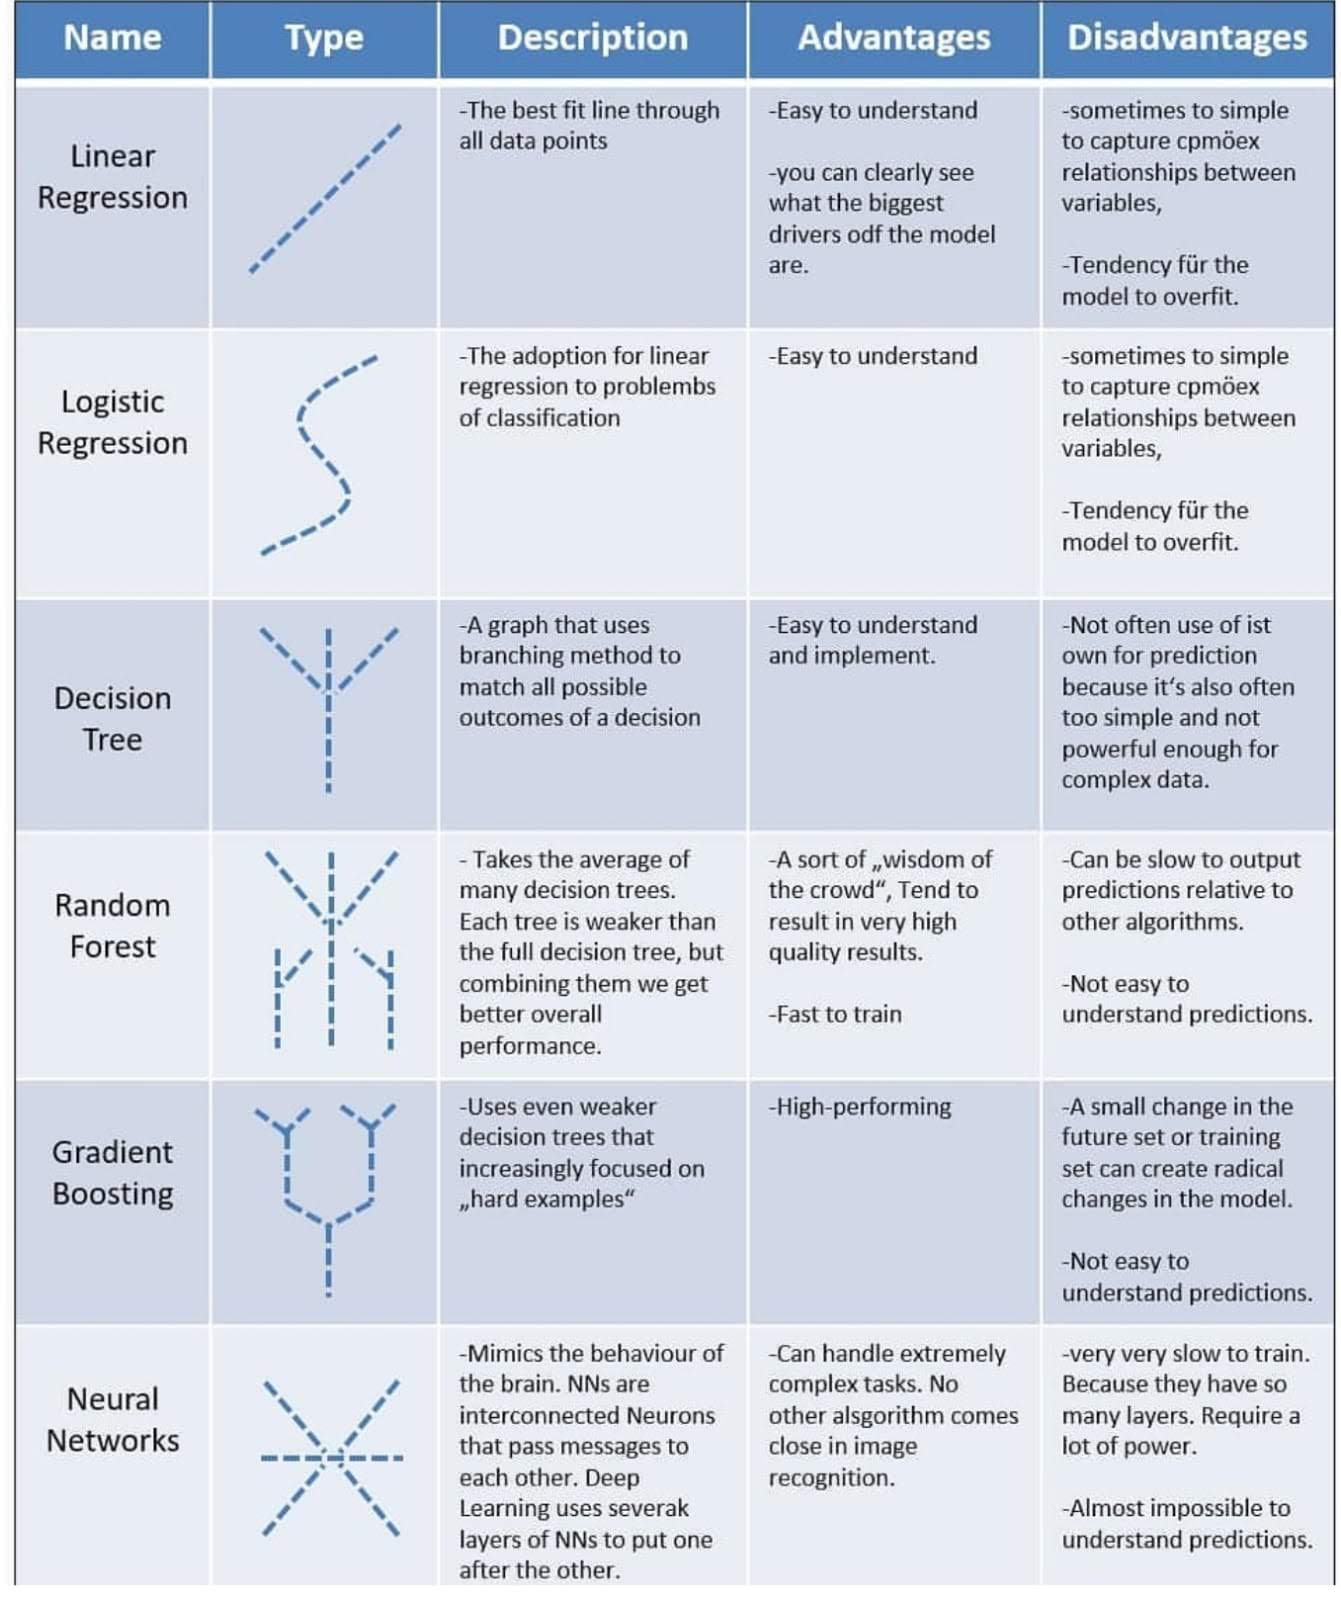 Name Type Description Advantages Disadvantages
Linear
Regression
-The best fit line through
all data points
-Easy to understand
-you can clearly see
what the biggest
drivers odf the model
are.
-sometimes to simple
to capture cpmöex
relationships between
variables,
-Tendency für the
model to overfit.
Logistic
Regression
-The adoption for linear
regression to problembs
of classification
-Easy to understand
-sometimes to simple
to capture cpmöex
relationships between
variables,
-Tendency für the
model to overfit.
Decision
Tree
-A graph that uses
branching method to
match all possible
outcomes of a decision
-Easy to understand
and implement.
-Not often use of ist
own for prediction
because it‘s also often
too simple and not
powerful enough for
complex data.
Random
Forest
- Takes the average of
many decision trees.
Each tree is weaker than
the full decision tree, but
combining them we get
better overall
performance.
-A sort of „wisdom of
the crowd“, Tend to
result in very high
quality results.
-Fast to train
-Can be slow to output
predictions relative to
other algorithms.
-Not easy to
understand predictions.
Gradient
Boosting
-Uses even weaker
decision trees that
increasingly focused on
„hard examples“
-High-performing
-A small change in the
future set or training
set can create radical
changes in the model.
-Not easy to
understand predictions.
Neural
Networks
-Mimics the behaviour of
the brain. NNs are
interconnected Neurons
that pass messages to
each other. Deep
Learning uses severak
layers of NNs to put one
after the other.
-Can handle extremely
complex tasks. No
other alsgorithm comes
close in image
recognition.
-very very slow to train.
Because they have so
many layers. Require a
lot of power.
-Almost impossible to
understand predictions.